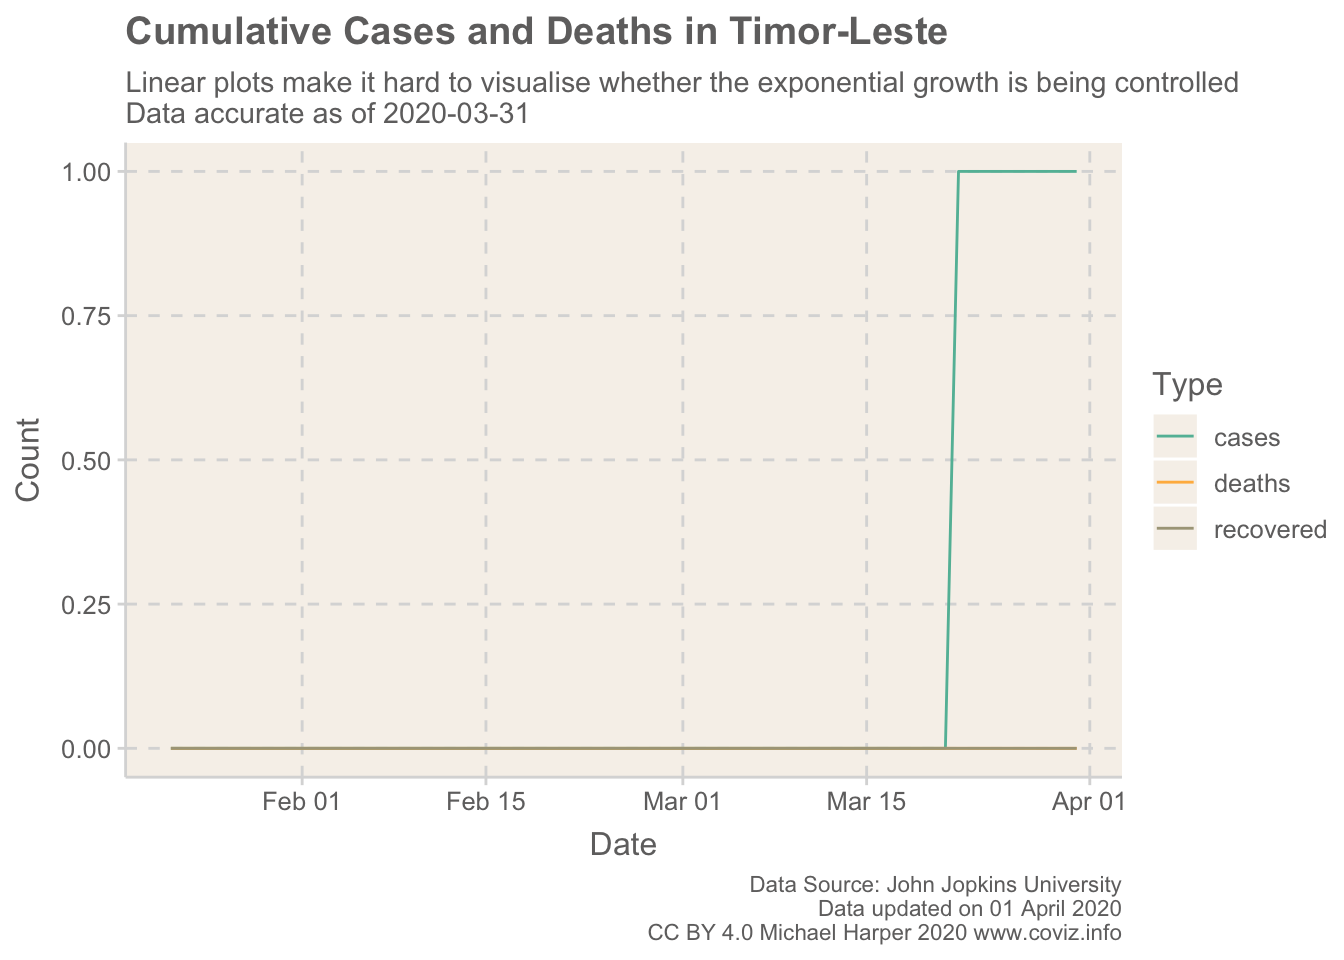 Cumulative Cases and Deaths in Timor-Leste
Linear plots make it hard to visualise whether the exponential growth is being controlled
Data accurate as of 2020-03-31
1.00
0.75
0.50
0.25
0.00
Count
Feb 01
Feb 15
Mar 01
Mar 15
Apr 01
Date
Type
cases
deaths
recovered
Data Source: John Jopkins University
Data updated on 01 April 2020
CC BY 4.0 Michael Harper 2020 www.coviz.info